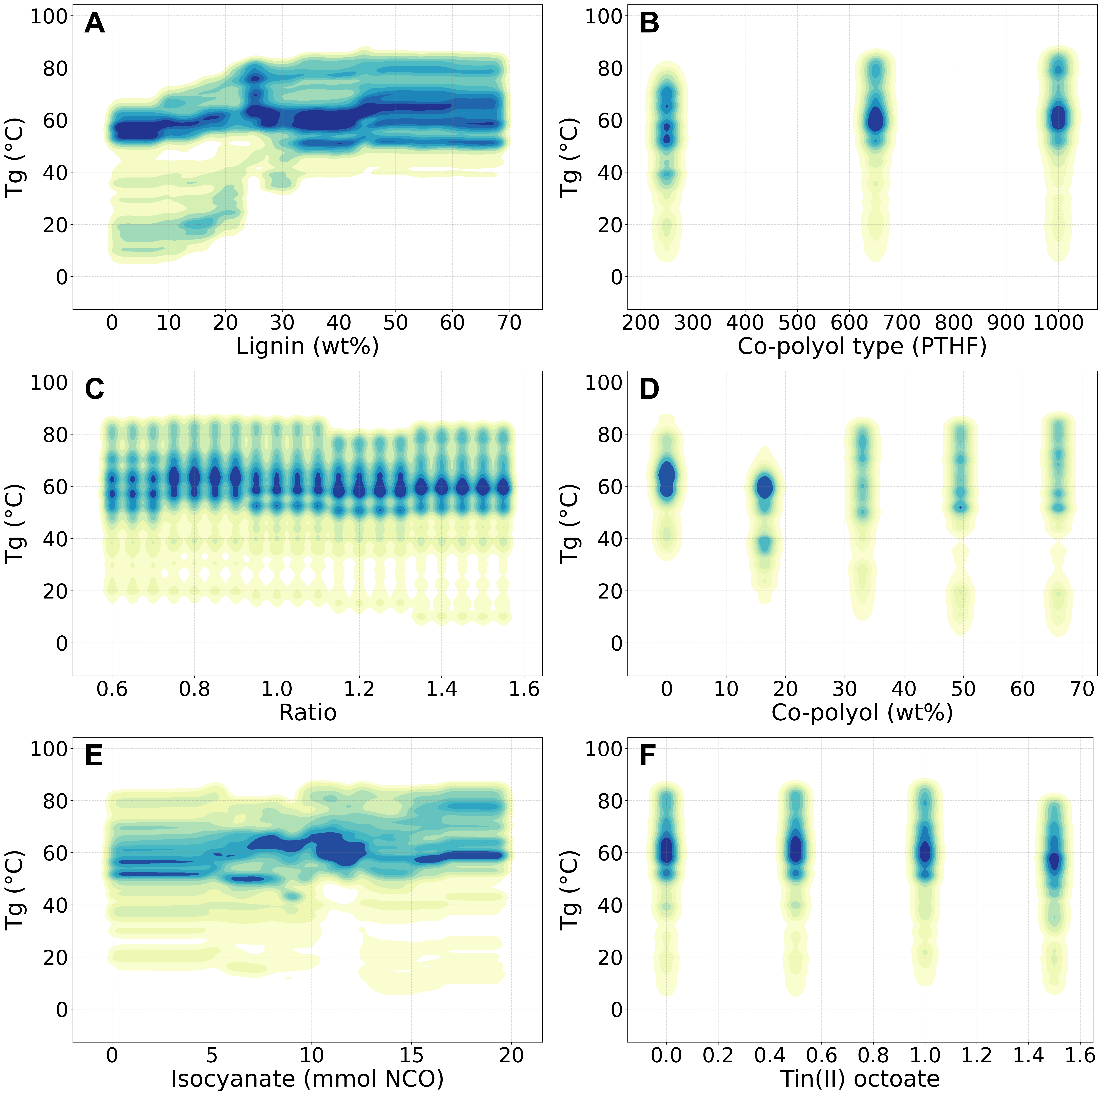 A
100
80
60
40
20
0
Tg (°C)
0 10 20 30 40 50 60 70
Lignin (wt%)
B
100
80
60
40
20
0
Tg (°C)
200 300 400 500 600 700 800 900 1000
Co-polyol type (PTHF)
C
100
80
60
40
20
0
Tg (°C)
0.6 0.8 1.0 1.2 1.4 1.6
Ratio
D
100
80
60
40
20
0
Tg (°C)
0 10 20 30 40 50 60 70
Co-polyol (wt%)
E
100
80
60
40
20
0
Tg (°C)
0 5 10 15 20
Isocyanate (mmol NCO)
F
100
80
60
40
20
0
Tg (°C)
0.0 0.2 0.4 0.6 0.8 1.0 1.2 1.4 1.6
Tin(II) octoate